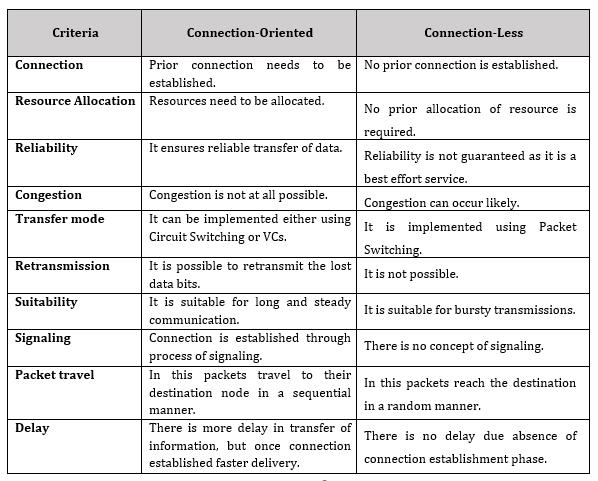 Criteria Connection-Oriented Connection-Less
Connection
Prior connection needs to be
established.
No prior connection is established.
Resource Allocation
Resources need to be allocated.
No prior allocation of resource is
required.
Reliability
It ensures reliable transfer of data.
Reliability is not guaranteed as it is a
best effort service.
Congestion
Congestion is not at all possible.
Congestion can occur likely.
Transfer mode
It can be implemented either using
Circuit Switching or VCs.
It is implemented using Packet
Switching.
Retransmission
It is possible to retransmit the lost
data bits.
It is not possible.
Suitability
It is suitable for long and steady
communication.
It is suitable for bursty transmissions.
Signaling
Connection is established through
process of signaling.
There is no concept of signaling.
Packet travel
In this packets travel to their
destination node in a sequential
manner.
In this packets reach the destination
in a random manner.
Delay
There is more delay in transfer of
information, but once connection
established faster delivery.
There is no delay due absence of
connection establishment phase.